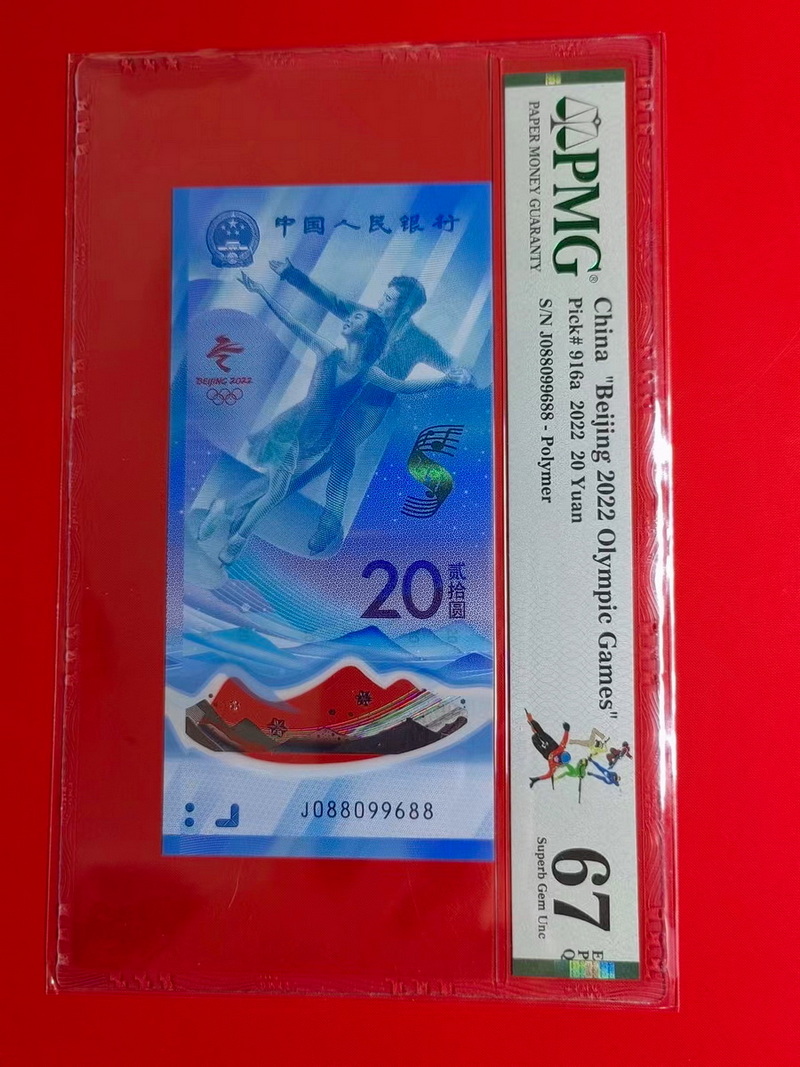 中国人民银行
BEIJING 2022
20
贰拾圆
J088099688
PMG®
PAPER MONEY GUARANTY
China "Beijing 2022 Olympic Games"
Pick# 916a 2022 20 Yuan
S/N J088099688 - Polymer
67 EPQ
Superb Gem Unc